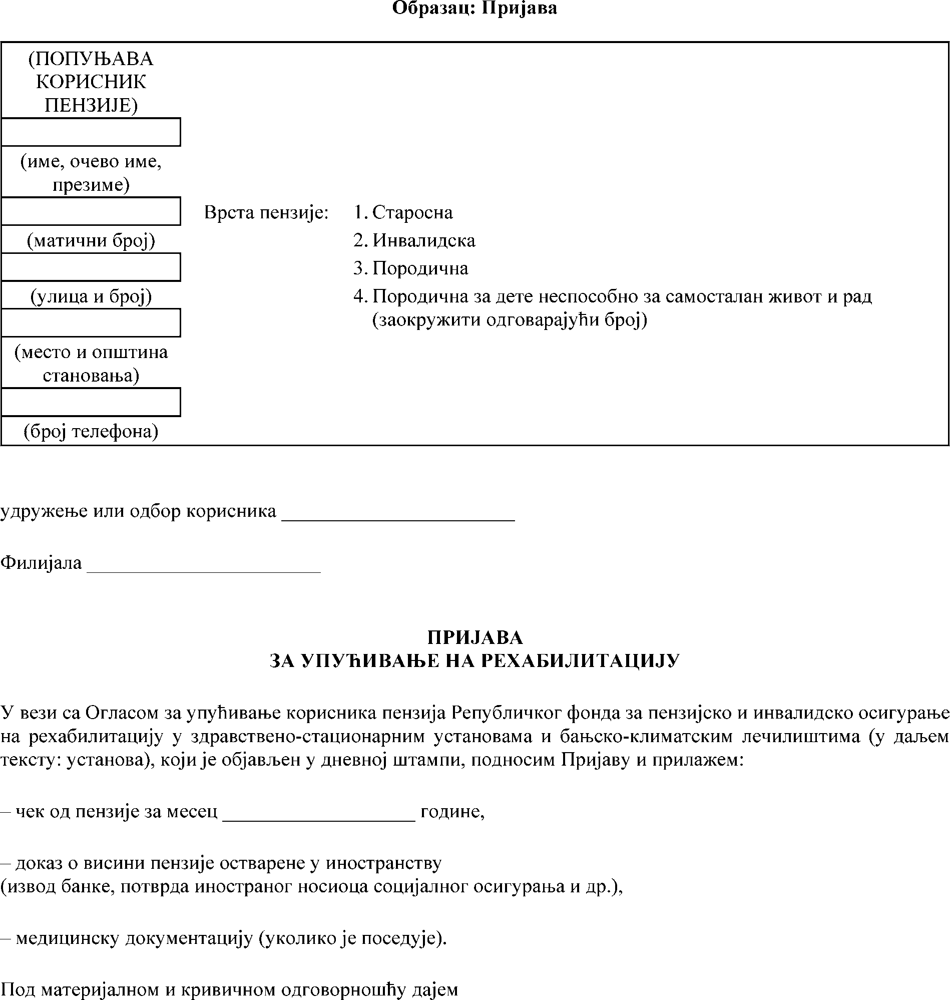 Образац: Пријава
(ПОПУЊАВА
КОРИСНИК
ПЕНЗИЈЕ)
(име, очево име,
презиме)
(матични број)
(улица и број)
(место и општина
становања)
(број телефона)
Врста пензије:
1. Старосна
2. Инвалидска
3. Породична
4. Породична за дете неспособно за самосталан живот и рад
(заокружити одговарајући број)
удружење или одбор корисника ______________________
Филијала ______________________
ПРИЈАВА
ЗА УПУЋИВАЊЕ НА РЕХАБИЛИТАЦИЈУ
У вези са Огласом за упућивање корисника пензија Републичког фонда за пензијско и инвалидско осигурање
на рехабилитацију у здравствено-стационарним установама и бањско-климатским лечилиштима (у даљем
тексту: установа), који је објављен у дневној штампи, подносим Пријаву и прилажем:
– чек од пензије за месец __________________ године,
– доказ о висини пензије остварене у иностранству
(извод банке, потврда иностраног носиоца социјалног осигурања и др.),
– медицинску документацију (уколико је поседује).
Под материјалном и кривичном одговорношћу дајем